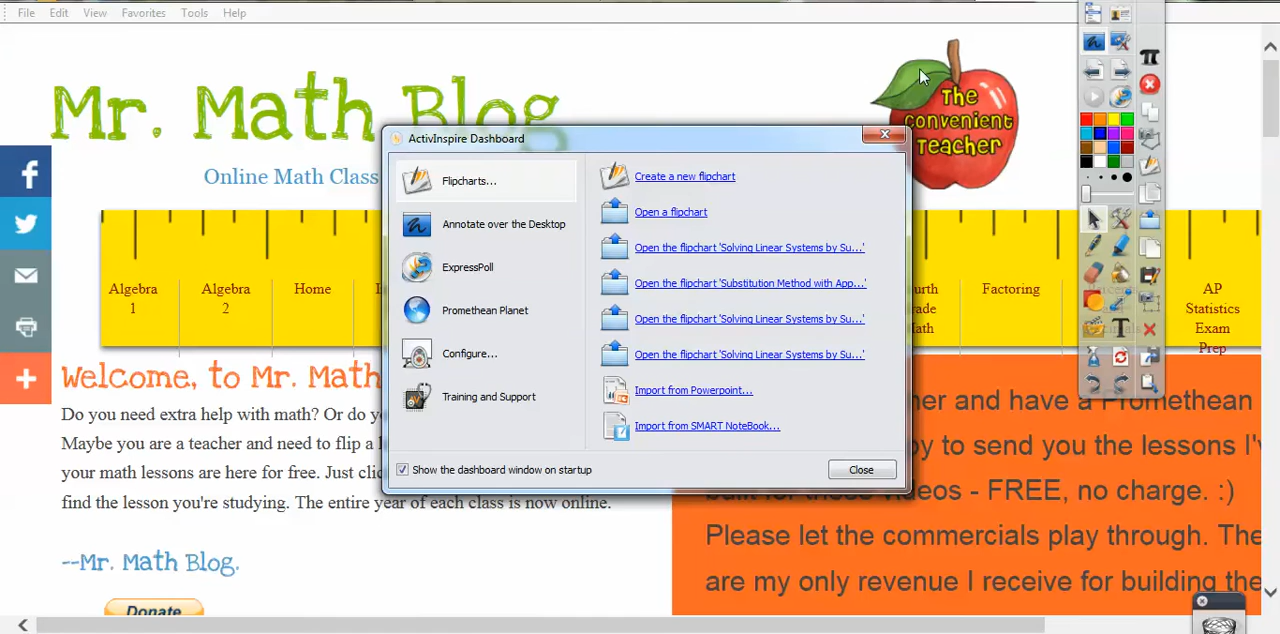 File Edit View Favorites Tools Help
Mr. Math Blog
The
Convenient
Teacher
Online Math Class
Algebra
1
Algebra
2
Home
Factoring
AP
Statistics
Exam
Prep
ActivInspire Dashboard
Flipcharts...
Annotate over the Desktop
ExpressPoll
Promethean Planet
Configure...
Training and Support
Create a new flipchart
Open a flipchart
Open the flipchart 'Solving Linear Systems by Su...'
Open the flipchart 'Substitution Method with App...'
Open the flipchart 'Solving Linear Systems by Su...'
Open the flipchart 'Solving Linear Systems by Su...'
Import from Powerpoint...
Import from SMART NoteBook...
Show the dashboard window on startup
Close
Welcome, to Mr. Math
Do you need extra help with math? Or do
Maybe you are a teacher and need to flip a
your math lessons are here for free. Just
find the lesson you're studying. The entire year of each class is now online.
--Mr. Math Blog.
Donate
and have a Promethean
to send you the lessons I'v
built for these videos - FREE, no charge. :)
Please let the commercials play through. The
are my only revenue I receive for building the